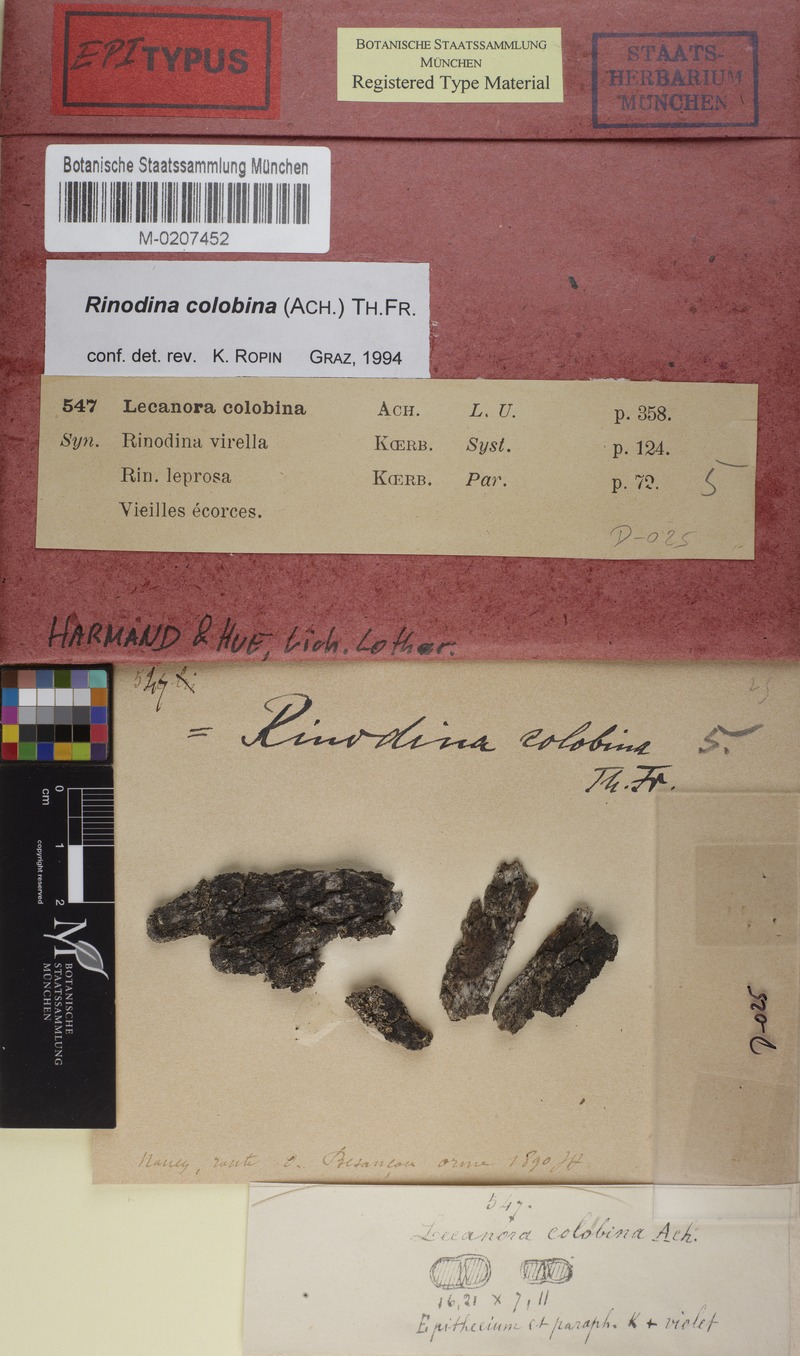 EPITYPUS
BOTANISCHE STAATSSAMMLUNG
MÜNCHEN
Registered Type Material
STAATS-
HERBARIUM
MÜNCHEN
Botanische Staatssammlung München
M-0207452
Rinodina colobina (ACH.) TH.FR.
conf. det. rev. K. ROPIN GRAZ, 1994
547 Lecanora colobina ACH. L. U. p. 358.
Syn. Rinodina virella KŒRB. Syst. p. 124.
Rin. leprosa KŒRB. Par. p. 72. 5
Vieilles écorces.
D-025
HARMAND & HUE, Lich. Lothar.
547
25
= Rinodina colobina 5.
Th. Fr.
0
cm
1
2
copyright reserved
M
BOTANISCHE
STAATSSAMMLUNG
MÜNCHEN
D-025
Nancy, route Besançon orme 1890 JH
547.
Lecanora colobina Ach.
16,21 x 7,11
Epithecium et paraph. K + violet